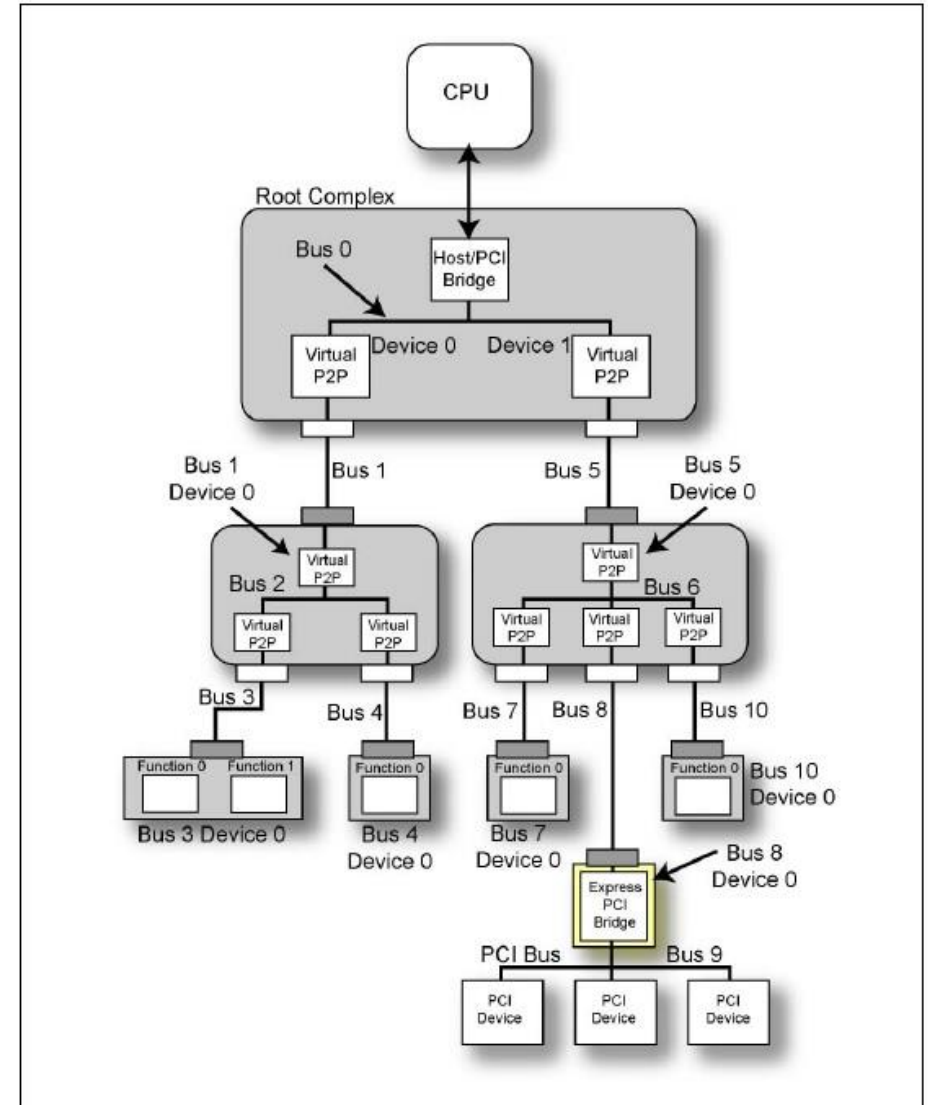 CPU
Root Complex
Bus 0
Host/PCI
Bridge
Device 0
Device 1
Virtual
P2P
Virtual
P2P
Bus 1
Device 0
Bus 1
Bus 5
Bus 5
Device 0
Virtual
P2P
Bus 2
Virtual
P2P
Virtual
P2P
Virtual
P2P
Bus 6
Virtual
P2P
Virtual
P2P
Virtual
P2P
Bus 3
Bus 4
Bus 7
Bus 8
Bus 10
Function 0
Function 1
Bus 3 Device 0
Function 0
Bus 4
Device 0
Function 0
Bus 7
Device 0
Function 0
Bus 10
Device 0
Bus 8
Device 0
Express
PCI
Bridge
PCI Bus
Bus 9
PCI
Device
PCI
Device
PCI
Device